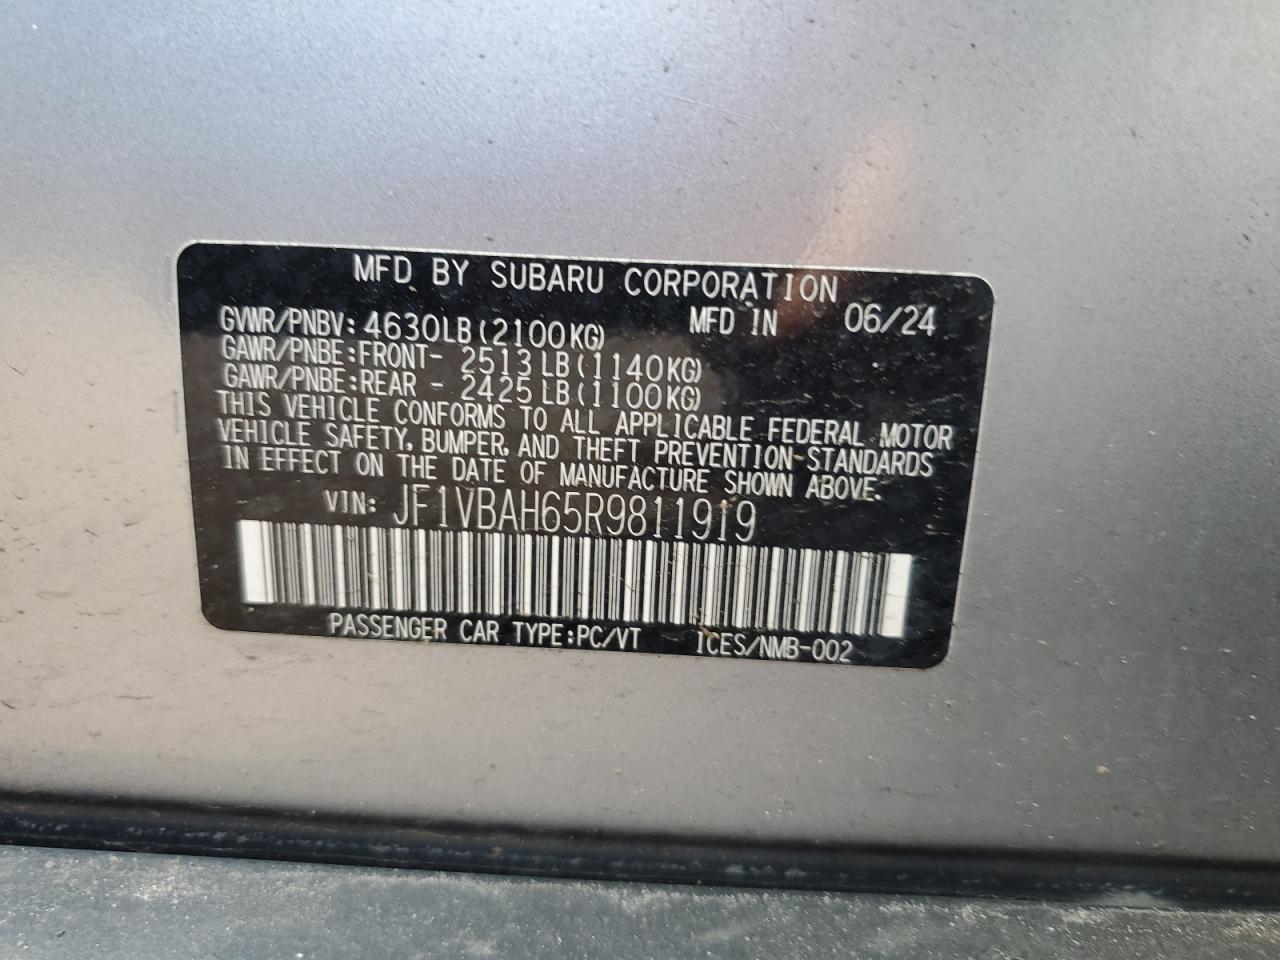 MFD BY SUBARU CORPORATION
GVWR/PNBV: 4630LB(2100KG) MFD IN 06/24
GAWR/PNBE:FRONT- 2513LB(1140KG)
GAWR/PNBE:REAR - 2425LB(1100KG)
THIS VEHICLE CONFORMS TO ALL APPLICABLE FEDERAL MOTOR
VEHICLE SAFETY, BUMPER, AND THEFT PREVENTION STANDARDS
IN EFFECT ON THE DATE OF MANUFACTURE SHOWN ABOVE.
VIN: JF1VBAH65R9811919
PASSENGER CAR TYPE:PC/VT ICES/NMB-002